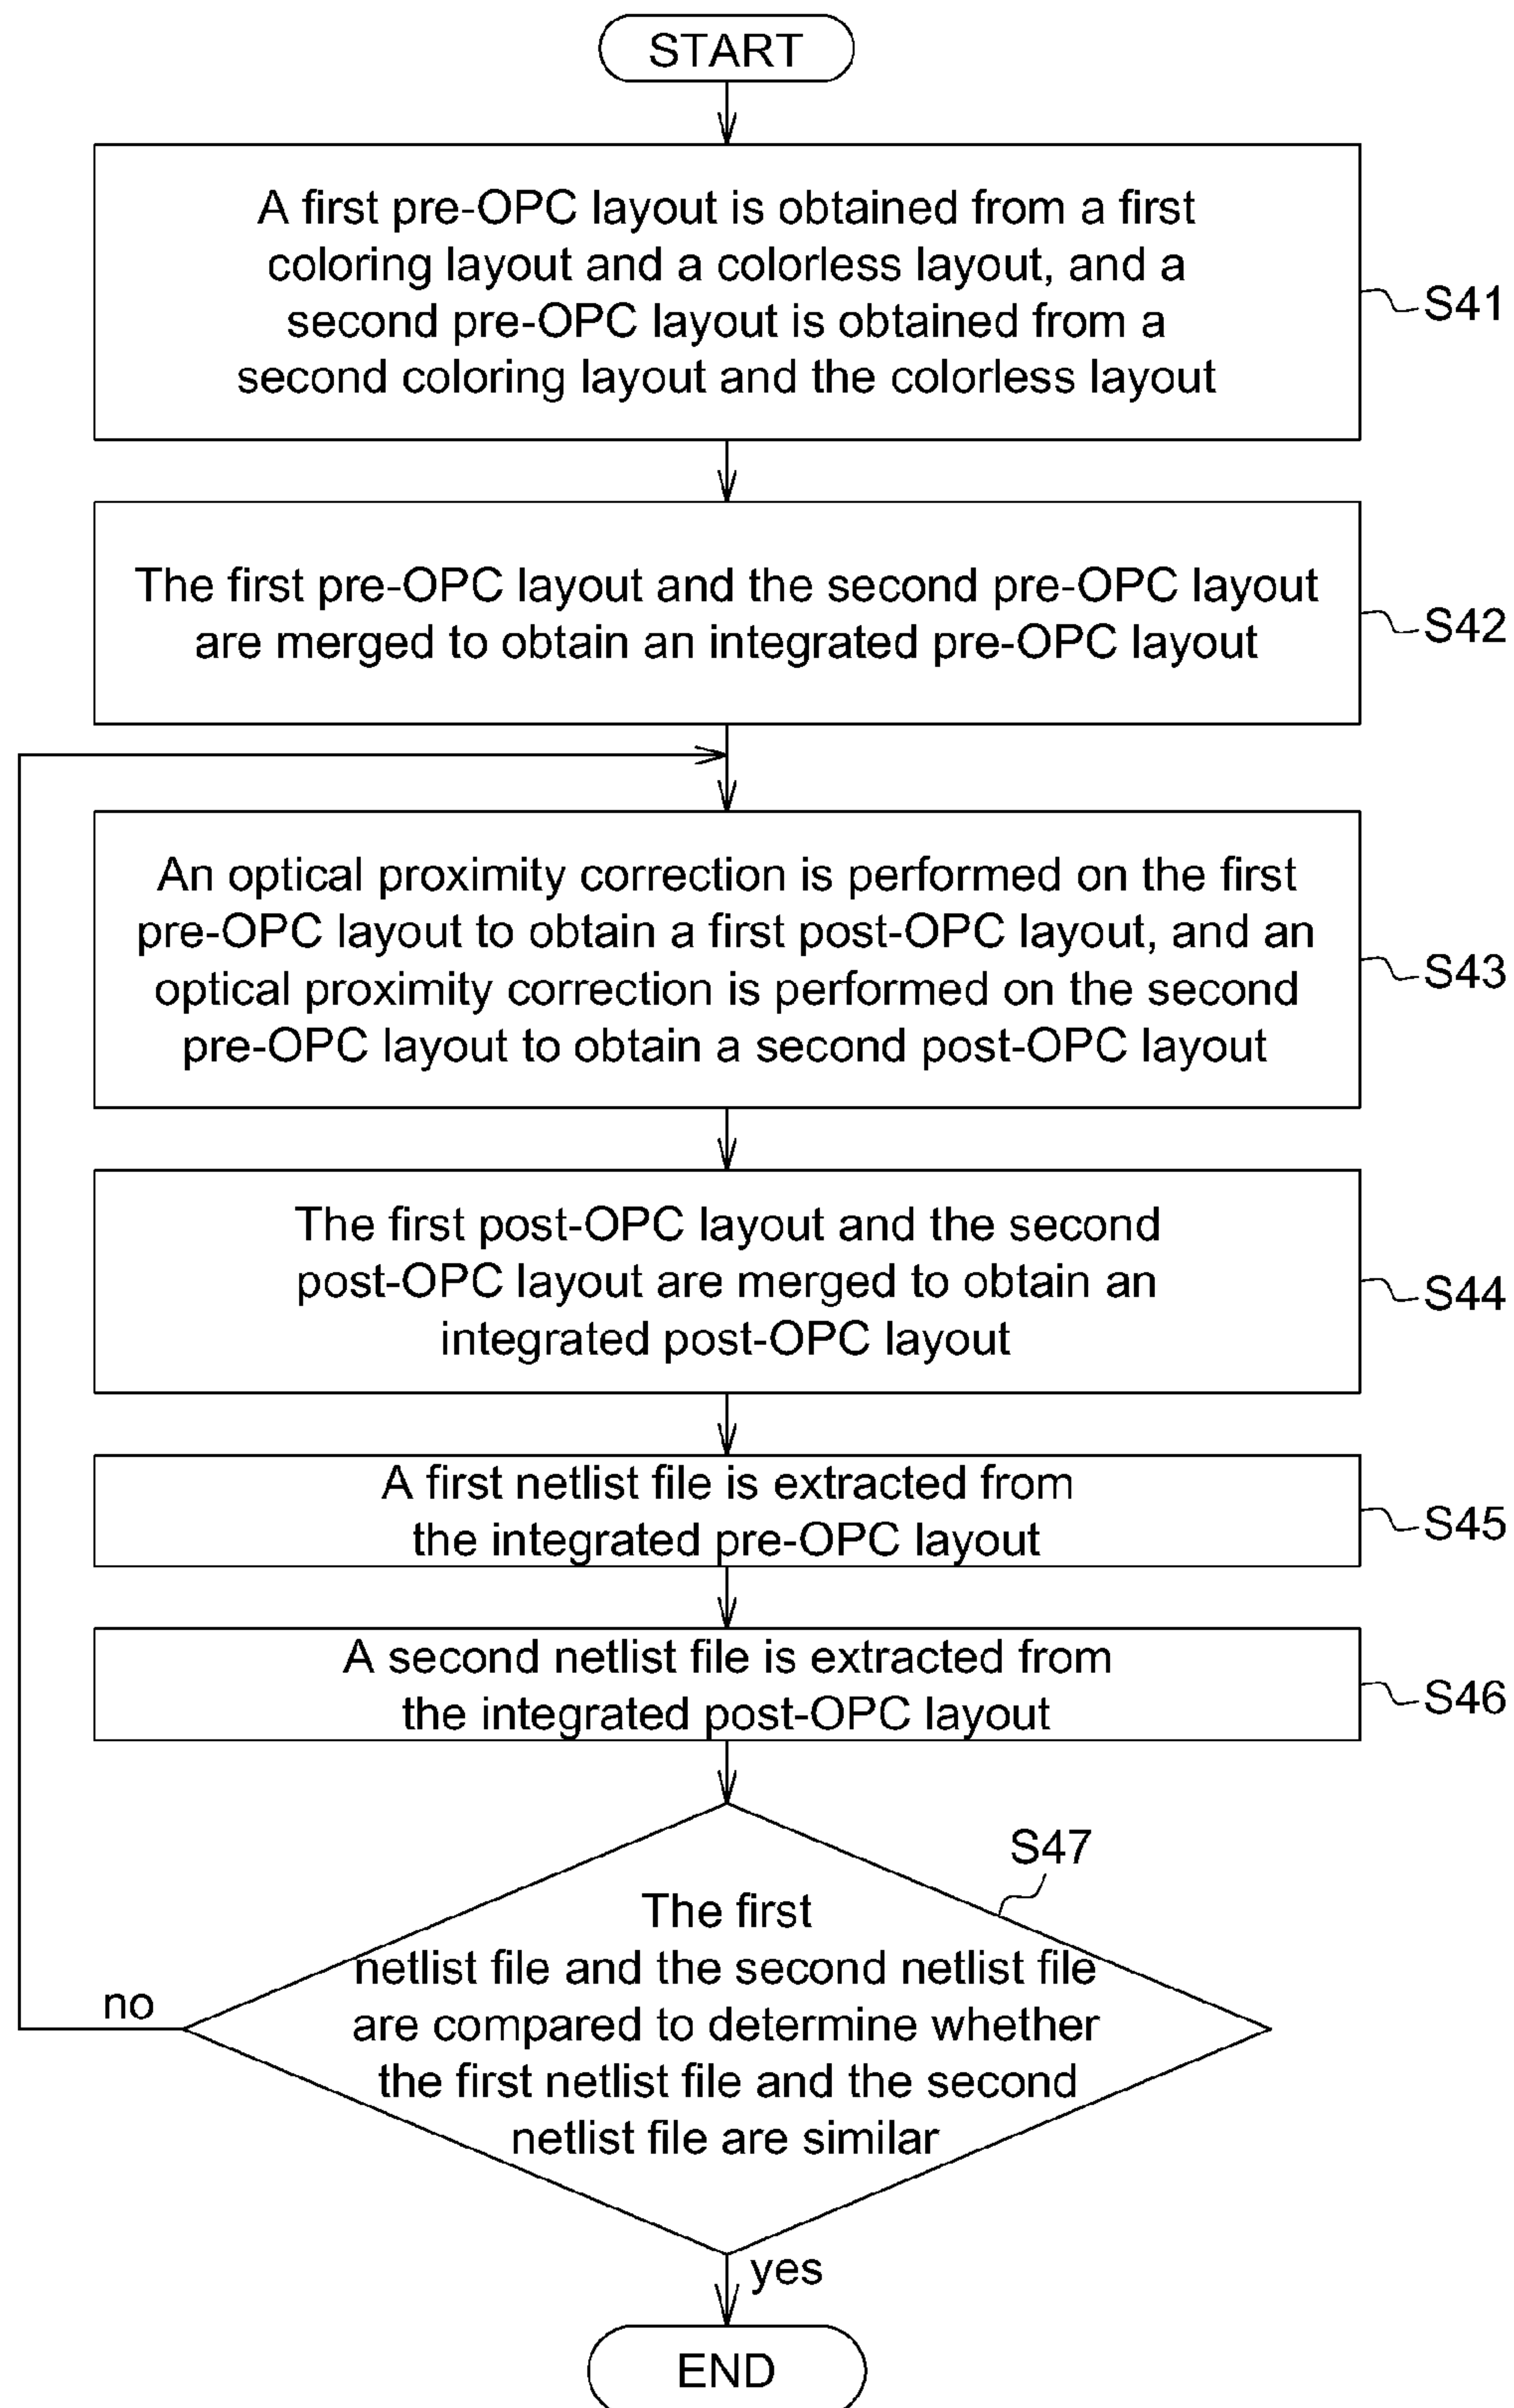 START
A first pre-OPC layout is obtained from a first
coloring layout and a colorless layout, and a
second pre-OPC layout is obtained from a
second coloring layout and the colorless layout
S41
The first pre-OPC layout and the second pre-OPC layout
are merged to obtain an integrated pre-OPC layout
S42
An optical proximity correction is performed on the first
pre-OPC layout to obtain a first post-OPC layout, and an
optical proximity correction is performed on the second
pre-OPC layout to obtain a second post-OPC layout
S43
The first post-OPC layout and the second
post-OPC layout are merged to obtain an
integrated post-OPC layout
S44
A first netlist file is extracted from
the integrated pre-OPC layout
S45
A second netlist file is extracted from
the integrated post-OPC layout
S46
S47
The first
netlist file and the second netlist file
are compared to determine whether
the first netlist file and the second
netlist file are similar
no
yes
END